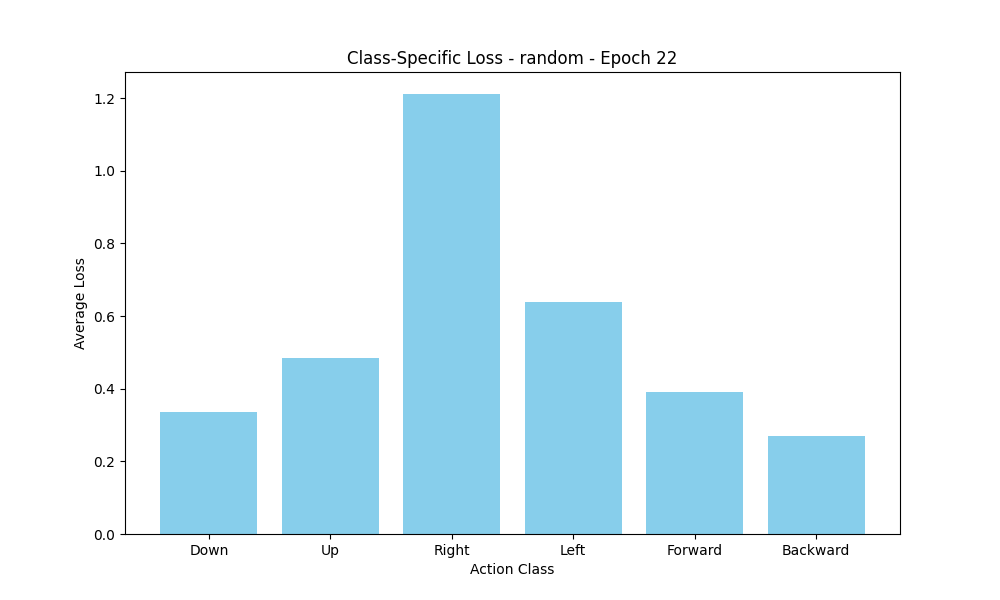 Class-Specific Loss - random - Epoch 22
Average Loss
1.2
1.0
0.8
0.6
0.4
0.2
0.0
Down Up Right Left Forward Backward
Action Class